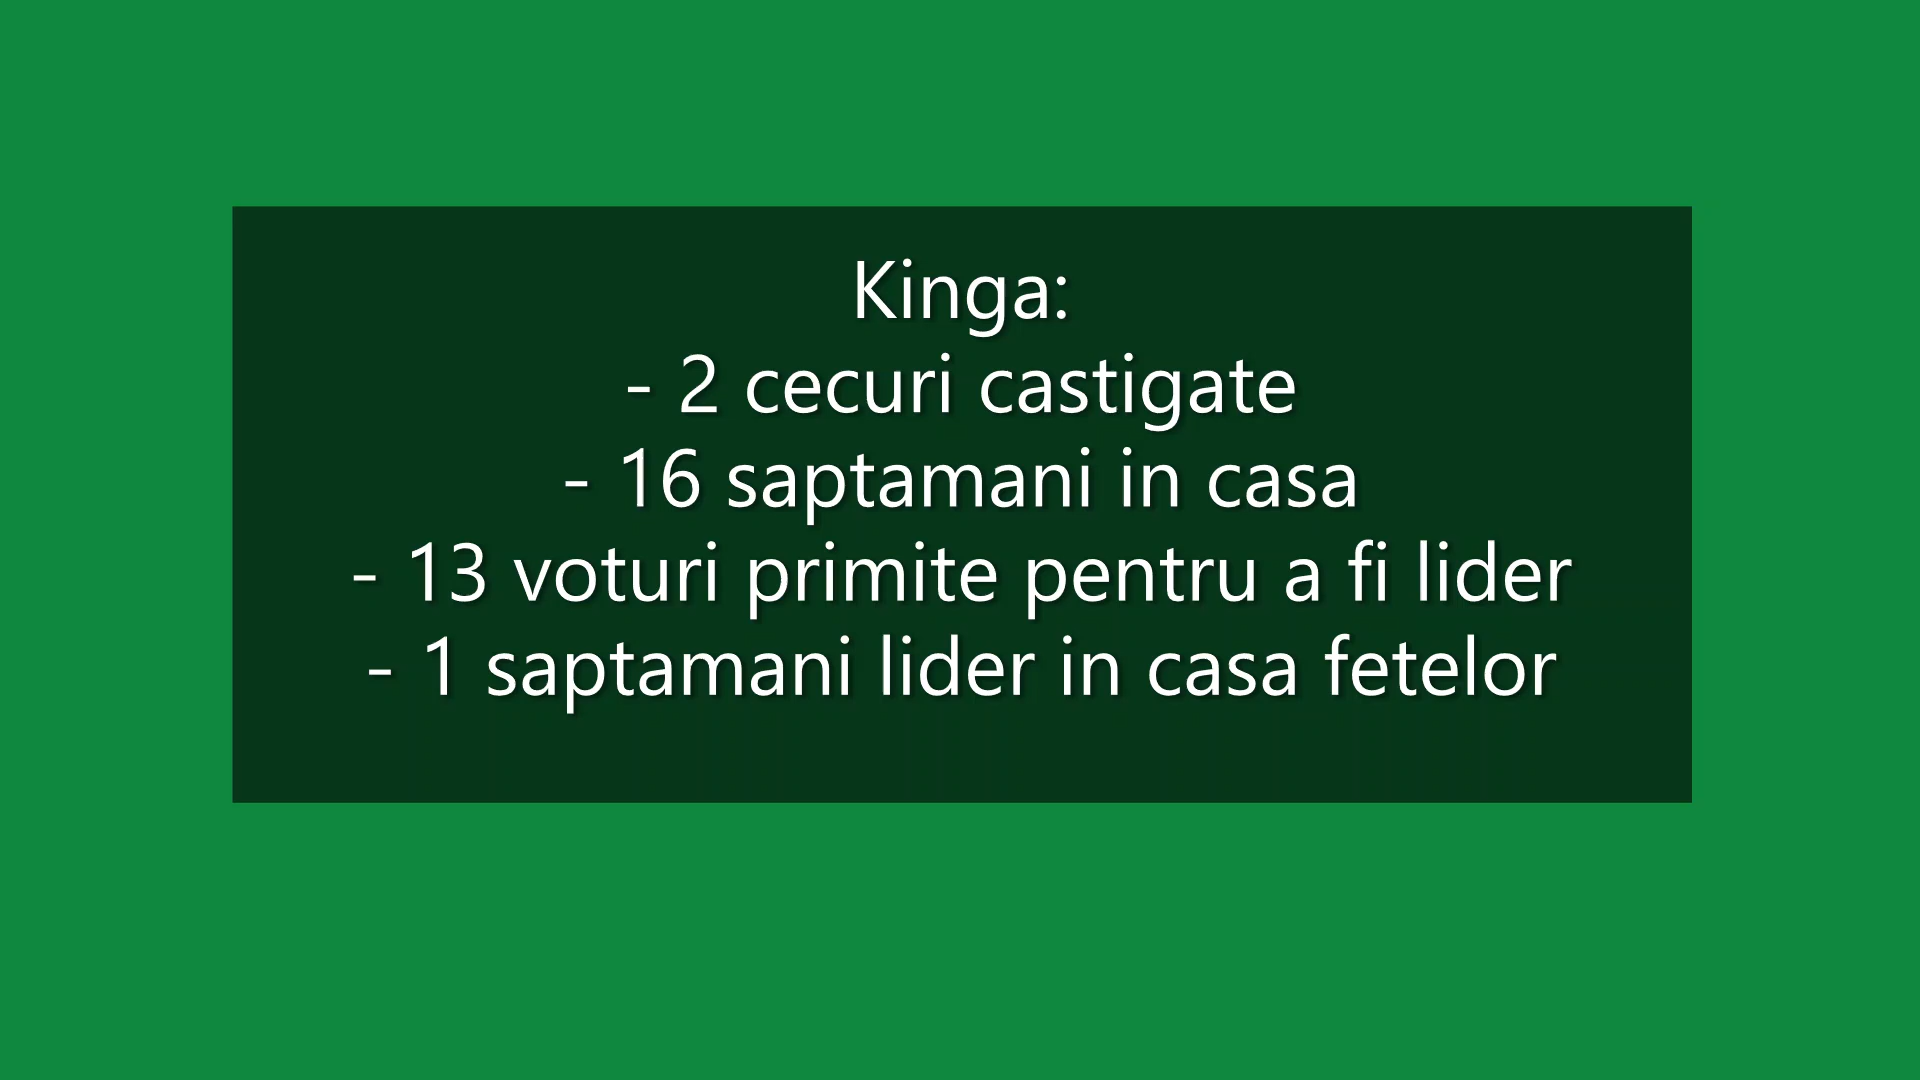 Kinga:
- 2 cecuri castigate
- 16 saptamani in casa
- 13 voturi primite pentru a fi lider
- 1 saptamani lider in casa fetelor